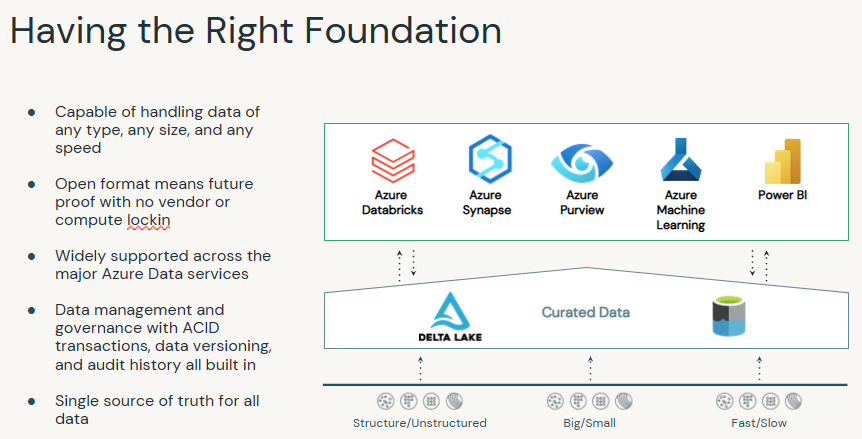 Having the Right Foundation
Capable of handling data of
any type, any size, and any
speed
Open format means future
proof with no vendor or
compute lockin
Widely supported across the
major Azure Data services
Data management and
governance with ACID
transactions, data versioning,
and audit history all built in
Single source of truth for all
data
Azure
Databricks
Azure
Synapse
Azure
Purview
Azure
Machine
Learning
Power BI
DELTA LAKE
Curated Data
Structure/Unstructured
Big/Small
Fast/Slow